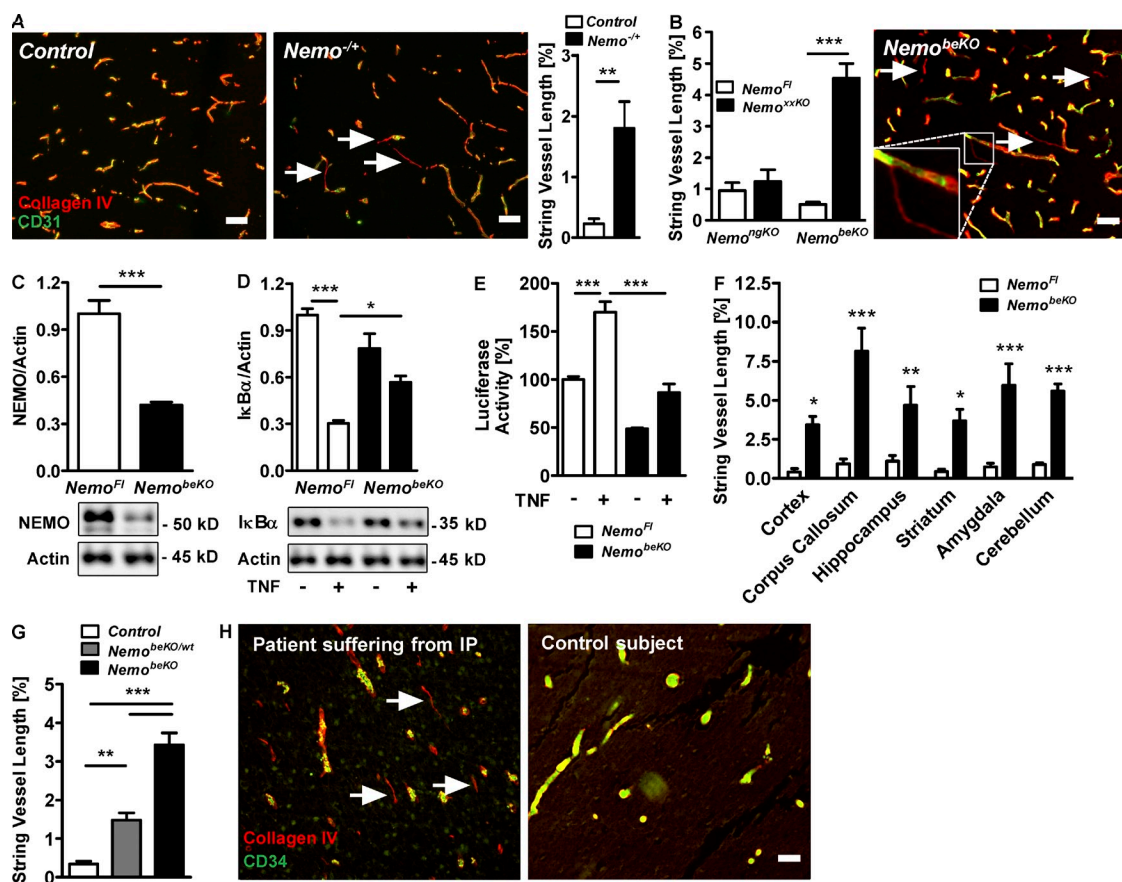 A
Control
Collagen IV
CD31
Nemo-/+
Control
Nemo-/+
String Vessel Length [%]
**
3
2
1
0
B
String Vessel Length [%]
***
NemoFl
NemoxxKO
6
5
4
3
2
1
0
NemongKO
NemobeKO
NemobeKO
C
***
NEMO/Actin
1.2
0.9
0.6
0.3
0.0
NemoFl NemobeKO
NEMO
- 50 kD
Actin
- 45 kD
D
***
*
IκBα/Actin
1.2
0.9
0.6
0.3
0.0
NemoFl NemobeKO
IκBα
- 35 kD
Actin
- 45 kD
TNF - + - +
E
*** ***
Luciferase
Activity [%]
200
150
100
50
0
TNF - + - +
NemoFl
NemobeKO
F
NemoFl
NemobeKO
String Vessel Length [%]
10.0
7.5
5.0
2.5
0.0
* *** ** * *** ***
Cortex
Corpus Callosum
Hippocampus
Striatum
Amygdala
Cerebellum
G
Control
NemobeKO/wt
NemobeKO
String Vessel Length [%]
5
4
3
2
1
0
***
**
H
Patient suffering from IP
Collagen IV
CD34
Control subject